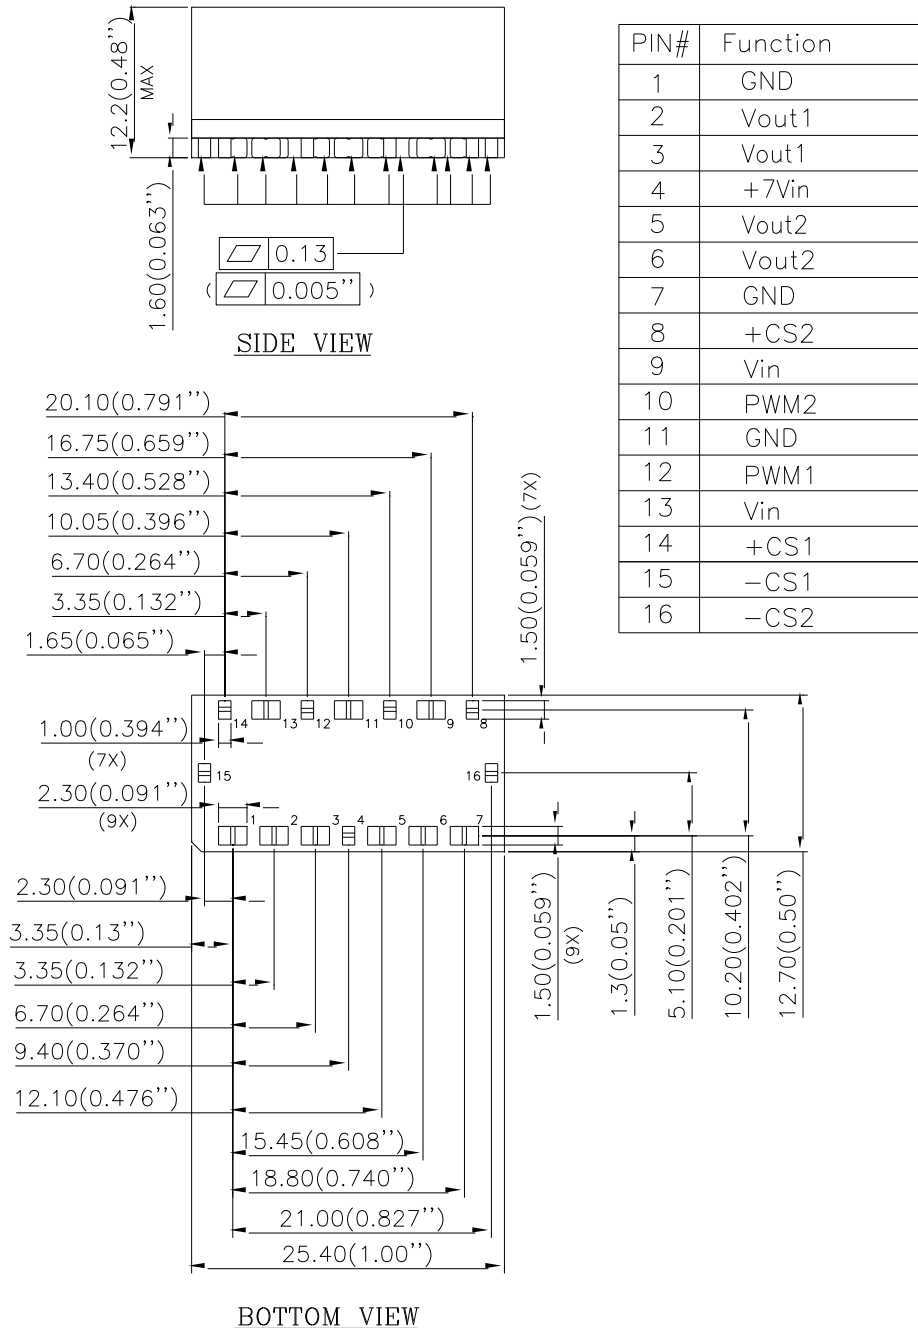 12.2(0.48'')
MAX
1.60(0.063'')
0.13
( 0.005'' )
SIDE VIEW
PIN# Function
1 GND
2 Vout1
3 Vout1
4 +7Vin
5 Vout2
6 Vout2
7 GND
8 +CS2
9 Vin
10 PWM2
11 GND
12 PWM1
13 Vin
14 +CS1
15 -CS1
16 -CS2
20.10(0.791'')
16.75(0.659'')
13.40(0.528'')
10.05(0.396'')
6.70(0.264'')
3.35(0.132'')
1.65(0.065'')
1.50(0.059'')(7X)
14 13 12 11 10 9 8
1.00(0.394'')
(7X)
15 16
2.30(0.091'')
(9X)
1 2 3 4 5 6 7
2.30(0.091'')
3.35(0.13'')
3.35(0.132'')
6.70(0.264'')
9.40(0.370'')
12.10(0.476'')
15.45(0.608'')
18.80(0.740'')
21.00(0.827'')
25.40(1.00'')
1.50(0.059'')
(9X)
1.3(0.05'')
5.10(0.201'')
10.20(0.402'')
12.70(0.50'')
BOTTOM VIEW